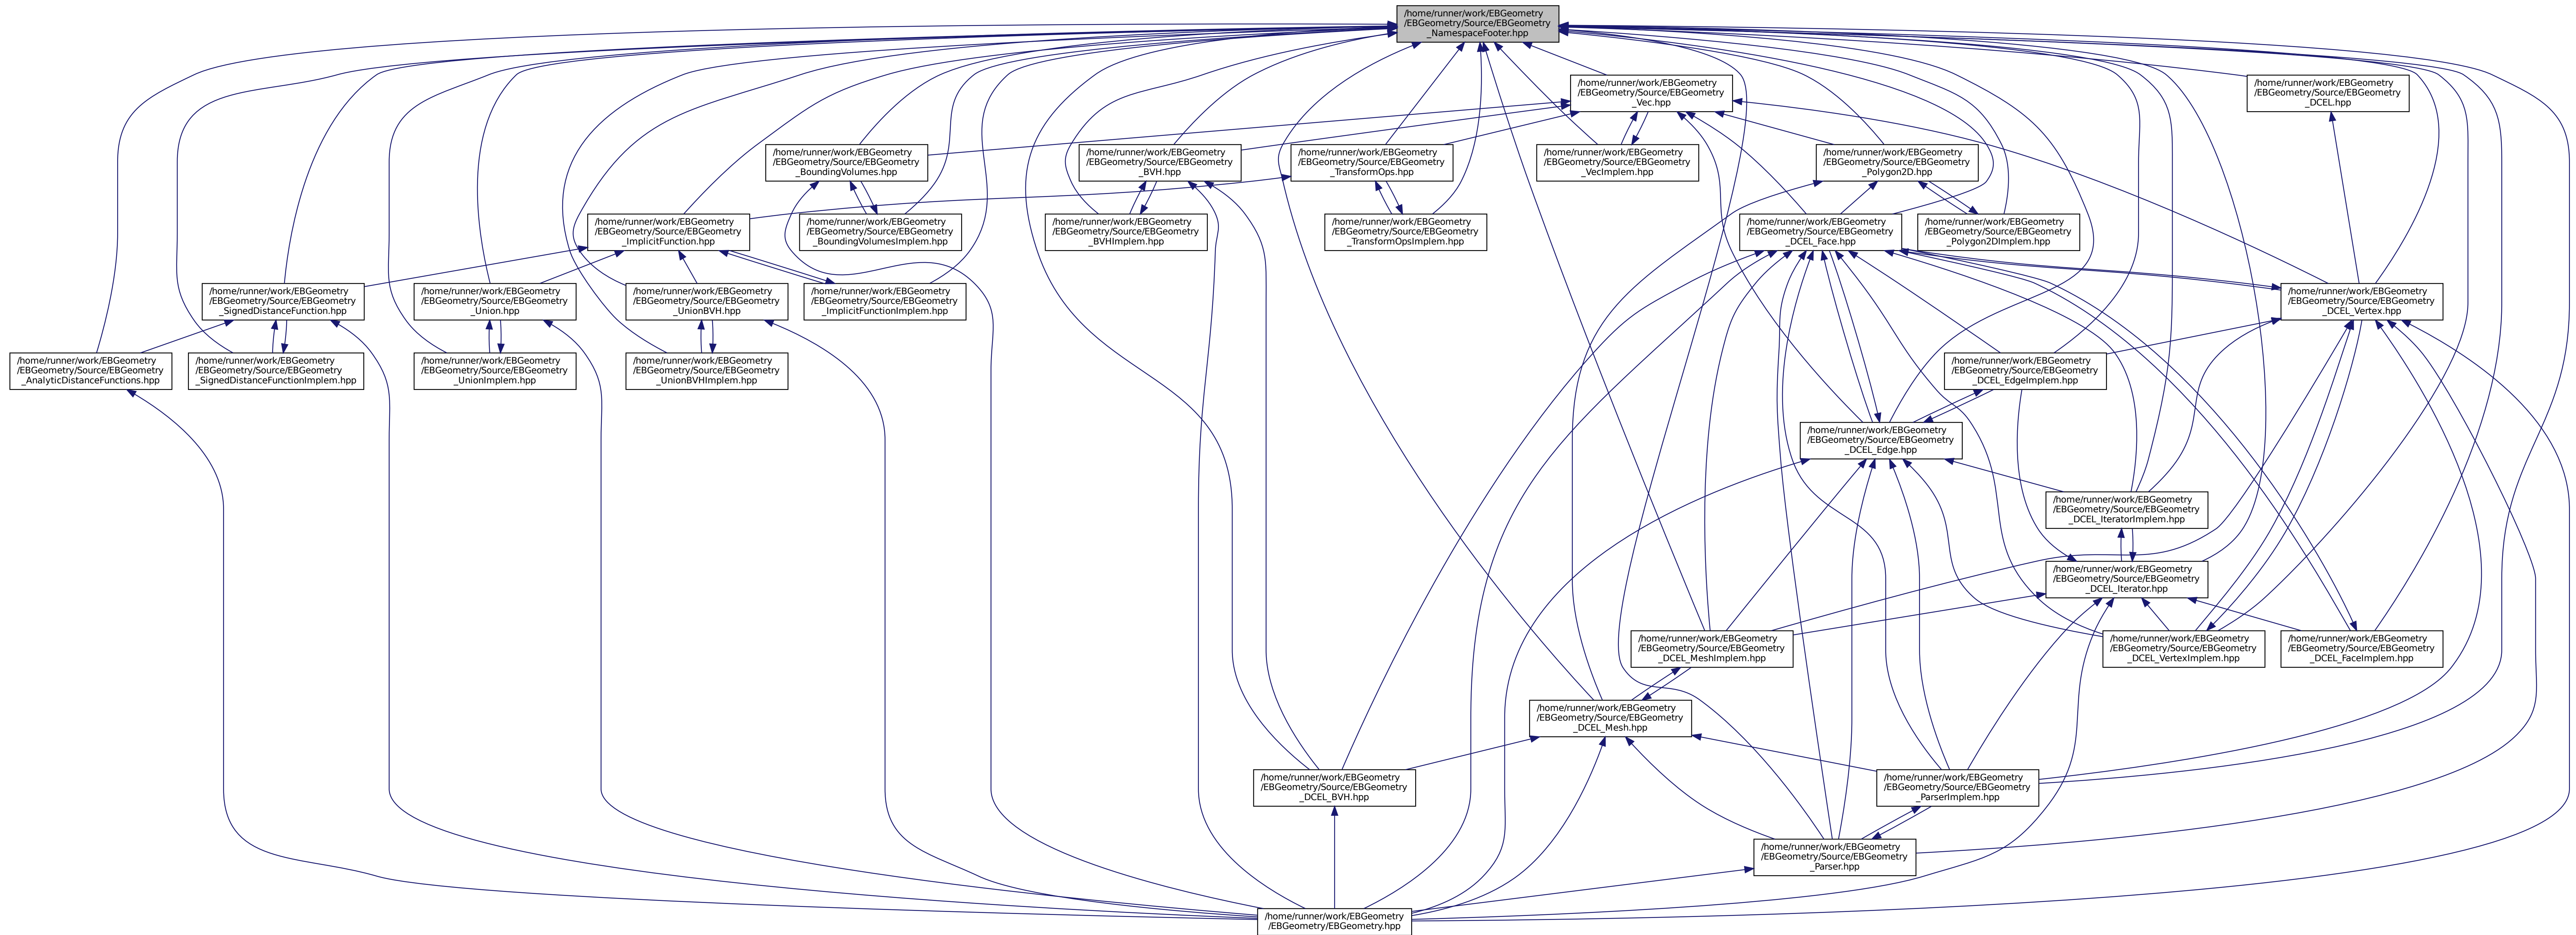 /home/runner/work/EBGeometry
/EBGeometry/Source/EBGeometry
_NamespaceFooter.hpp
/home/runner/work/EBGeometry
/EBGeometry/Source/EBGeometry
_Vec.hpp
/home/runner/work/EBGeometry
/EBGeometry/Source/EBGeometry
_DCEL.hpp
/home/runner/work/EBGeometry
/EBGeometry/Source/EBGeometry
_BoundingVolumes.hpp
/home/runner/work/EBGeometry
/EBGeometry/Source/EBGeometry
_BVH.hpp
/home/runner/work/EBGeometry
/EBGeometry/Source/EBGeometry
_TransformOps.hpp
/home/runner/work/EBGeometry
/EBGeometry/Source/EBGeometry
_VecImplem.hpp
/home/runner/work/EBGeometry
/EBGeometry/Source/EBGeometry
_Polygon2D.hpp
/home/runner/work/EBGeometry
/EBGeometry/Source/EBGeometry
_ImplicitFunction.hpp
/home/runner/work/EBGeometry
/EBGeometry/Source/EBGeometry
_BoundingVolumesImplem.hpp
/home/runner/work/EBGeometry
/EBGeometry/Source/EBGeometry
_BVHImplem.hpp
/home/runner/work/EBGeometry
/EBGeometry/Source/EBGeometry
_TransformOpsImplem.hpp
/home/runner/work/EBGeometry
/EBGeometry/Source/EBGeometry
_DCEL_Face.hpp
/home/runner/work/EBGeometry
/EBGeometry/Source/EBGeometry
_Polygon2DImplem.hpp
/home/runner/work/EBGeometry
/EBGeometry/Source/EBGeometry
_SignedDistanceFunction.hpp
/home/runner/work/EBGeometry
/EBGeometry/Source/EBGeometry
_Union.hpp
/home/runner/work/EBGeometry
/EBGeometry/Source/EBGeometry
_UnionBVH.hpp
/home/runner/work/EBGeometry
/EBGeometry/Source/EBGeometry
_ImplicitFunctionImplem.hpp
/home/runner/work/EBGeometry
/EBGeometry/Source/EBGeometry
_DCEL_Vertex.hpp
/home/runner/work/EBGeometry
/EBGeometry/Source/EBGeometry
_AnalyticDistanceFunctions.hpp
/home/runner/work/EBGeometry
/EBGeometry/Source/EBGeometry
_SignedDistanceFunctionImplem.hpp
/home/runner/work/EBGeometry
/EBGeometry/Source/EBGeometry
_UnionImplem.hpp
/home/runner/work/EBGeometry
/EBGeometry/Source/EBGeometry
_UnionBVHImplem.hpp
/home/runner/work/EBGeometry
/EBGeometry/Source/EBGeometry
_DCEL_EdgeImplem.hpp
/home/runner/work/EBGeometry
/EBGeometry/Source/EBGeometry
_DCEL_Edge.hpp
/home/runner/work/EBGeometry
/EBGeometry/Source/EBGeometry
_DCEL_IteratorImplem.hpp
/home/runner/work/EBGeometry
/EBGeometry/Source/EBGeometry
_DCEL_Iterator.hpp
/home/runner/work/EBGeometry
/EBGeometry/Source/EBGeometry
_DCEL_MeshImplem.hpp
/home/runner/work/EBGeometry
/EBGeometry/Source/EBGeometry
_DCEL_VertexImplem.hpp
/home/runner/work/EBGeometry
/EBGeometry/Source/EBGeometry
_DCEL_FaceImplem.hpp
/home/runner/work/EBGeometry
/EBGeometry/Source/EBGeometry
_DCEL_Mesh.hpp
/home/runner/work/EBGeometry
/EBGeometry/Source/EBGeometry
_DCEL_BVH.hpp
/home/runner/work/EBGeometry
/EBGeometry/Source/EBGeometry
_ParserImplem.hpp
/home/runner/work/EBGeometry
/EBGeometry/Source/EBGeometry
_Parser.hpp
/home/runner/work/EBGeometry
/EBGeometry/EBGeometry.hpp